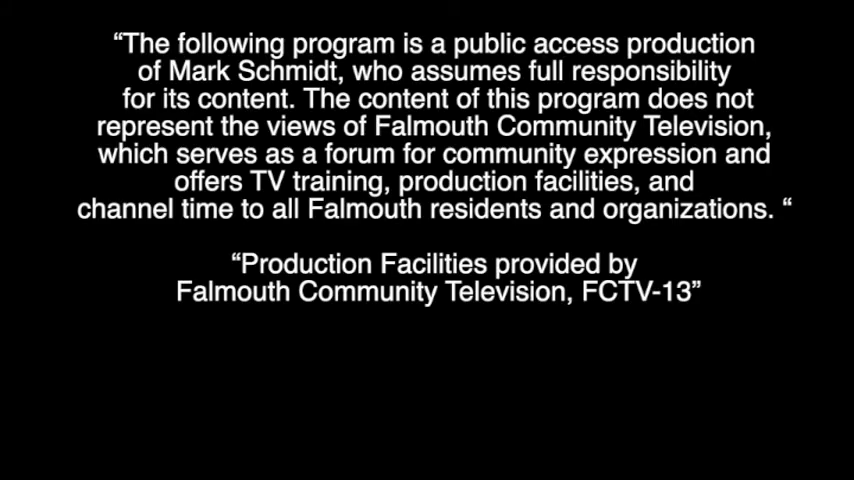 “The following program is a public access production
of Mark Schmidt, who assumes full responsibility
for its content. The content of this program does not
represent the views of Falmouth Community Television,
which serves as a forum for community expression and
offers TV training, production facilities, and
channel time to all Falmouth residents and organizations. “
“Production Facilities provided by
Falmouth Community Television, FCTV-13”